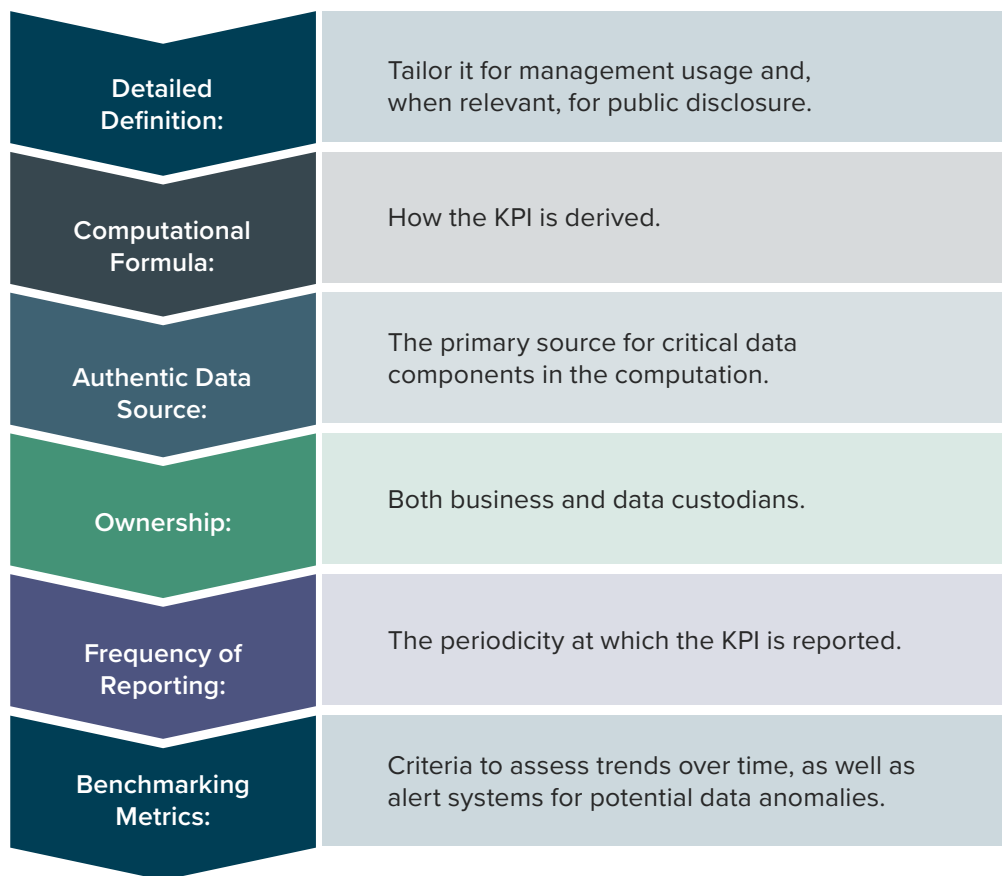 Detailed
Definition:
Tailor it for management usage and,
when relevant, for public disclosure.
Computational
Formula:
How the KPI is derived.
Authentic Data
Source:
The primary source for critical data
components in the computation.
Ownership:
Both business and data custodians.
Frequency of
Reporting:
The periodicity at which the KPI is reported.
Benchmarking
Metrics:
Criteria to assess trends over time, as well as
alert systems for potential data anomalies.